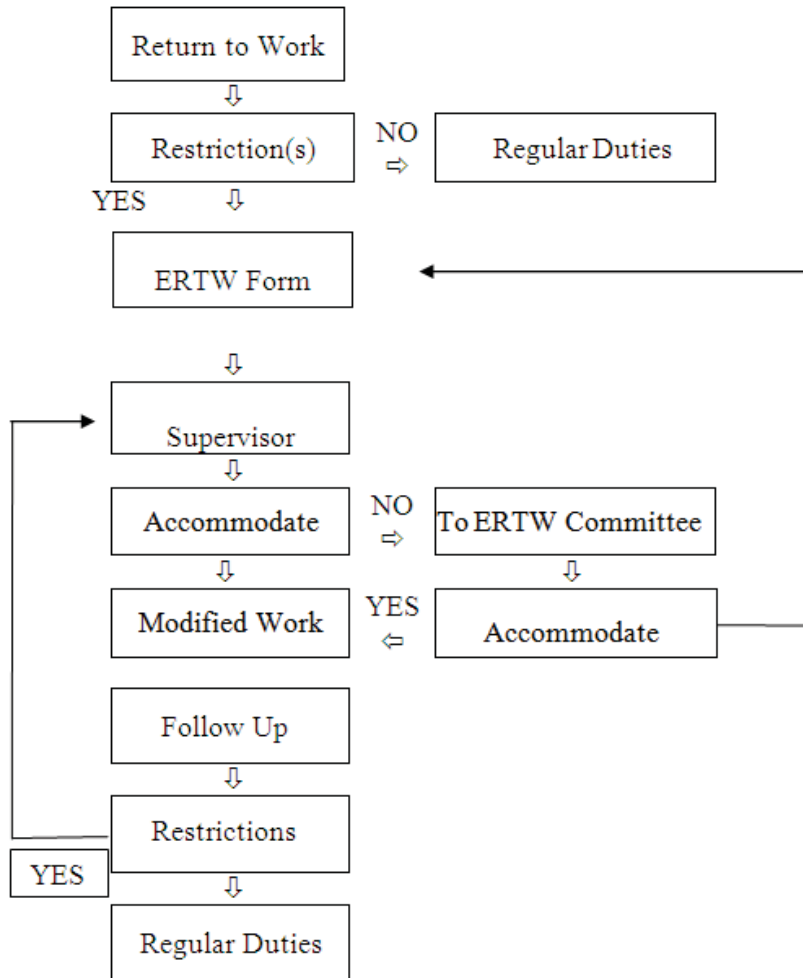 Return to Work
Restriction(s)
NO
Regular Duties
YES
ERTW Form
Supervisor
Accommodate
NO
To ERTW Committee
Modified Work
YES
Accommodate
Follow Up
Restrictions
YES
Regular Duties